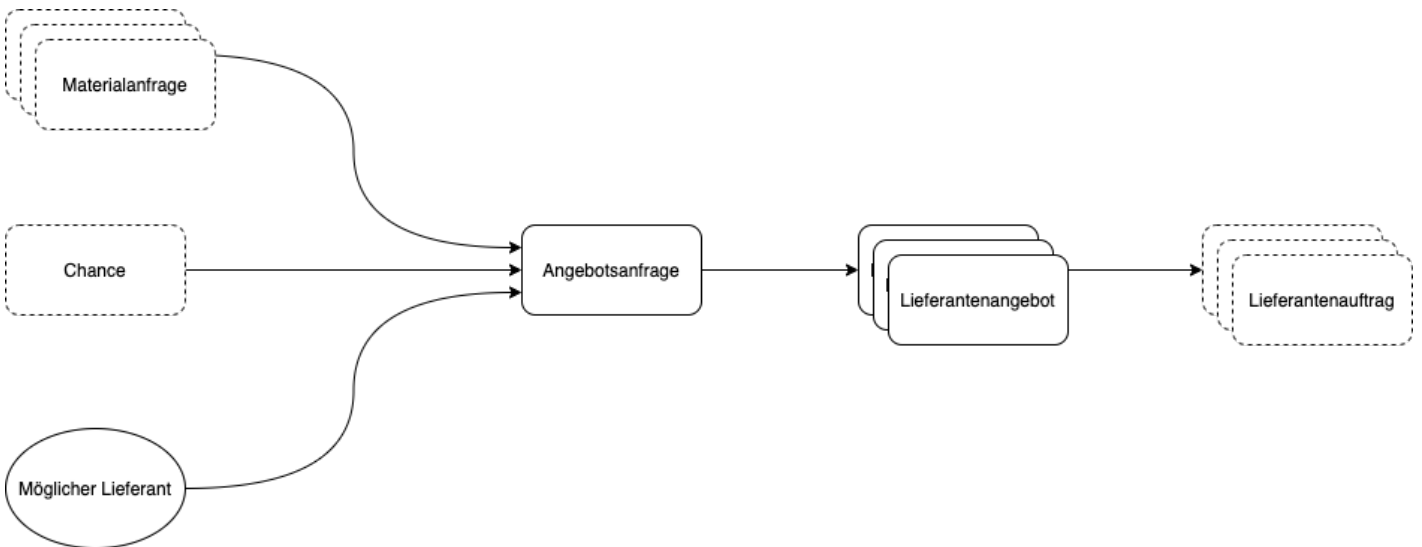 Materialanfrage
Chance
Angebotsanfrage
Lieferantenangebot
Lieferantenauftrag
Möglicher Lieferant